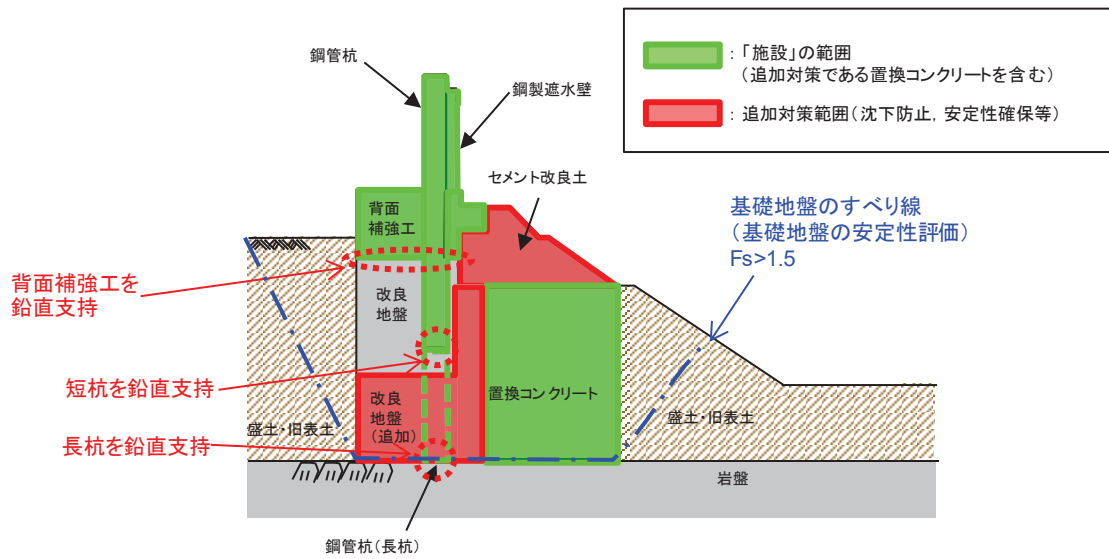 鋼管杭
鋼製遮水壁
セメント改良土
:「施設」の範囲
(追加対策である置換コンクリートを含む)
: 追加対策範囲(沈下防止, 安定性確保等)
背面
補強工
基礎地盤のすべり線
(基礎地盤の安定性評価)
Fs>1.5
背面補強工を
鉛直支持
改良
地盤
短杭を鉛直支持
改良
地盤
(追加)
置換コンクリート
盛土・旧表土
盛土・旧表土
長杭を鉛直支持
岩盤
鋼管杭(長杭)